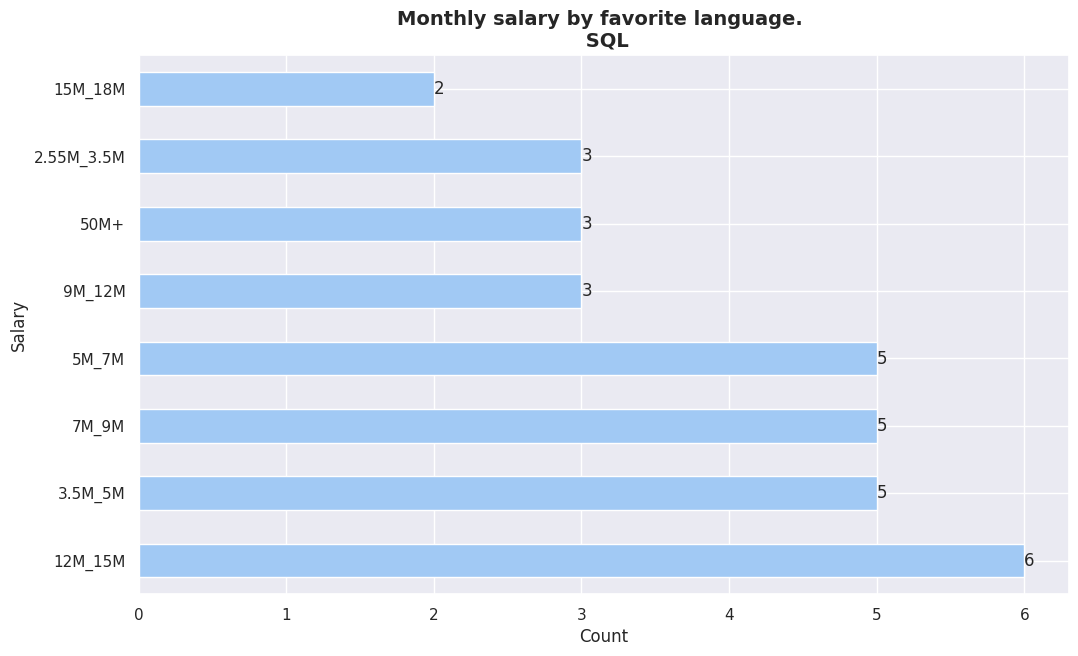 Monthly salary by favorite language.
SQL
15M_18M
2
2.55M_3.5M
3
50M+
3
9M_12M
3
5M_7M
5
7M_9M
5
3.5M_5M
5
12M_15M
6
Salary
0 1 2 3 4 5 6
Count